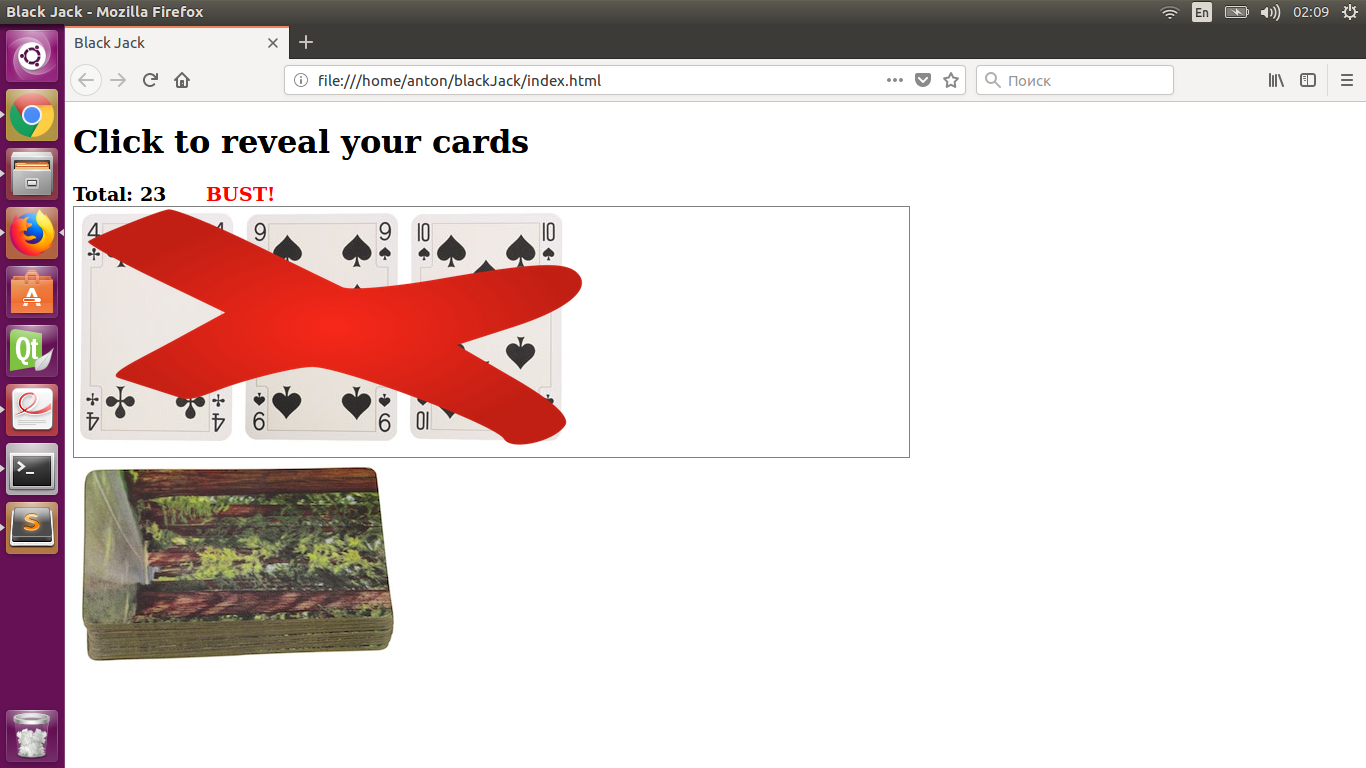 Black Jack - Mozilla Firefox
En
02:09
Black Jack
file:///home/anton/blackJack/index.html
Поиск
Click to reveal your cards
Total: 23 BUST!
4 4 9 9 10 10
4 4 9 9 10
Qt
A
>_
S